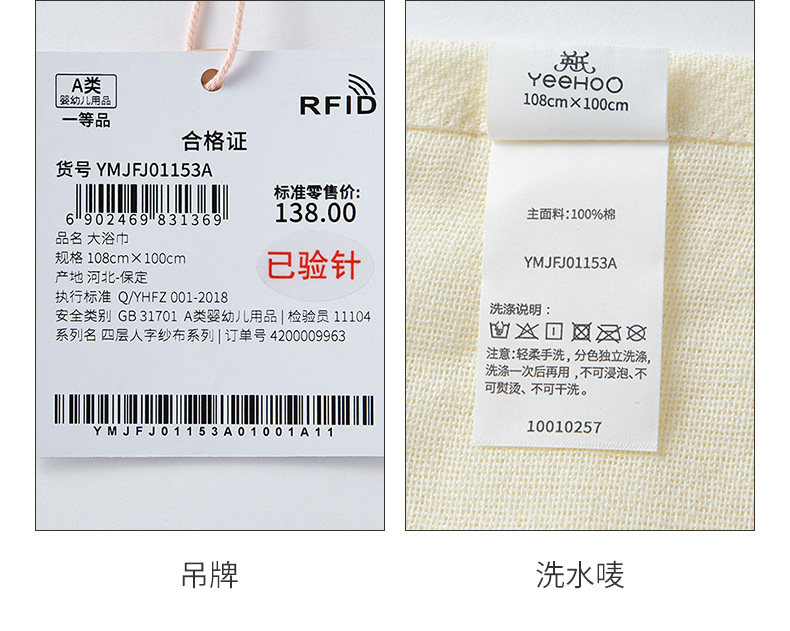 A类
婴幼儿用品
一等品
RFID
合格证
货号 YMJFJ01153A
6 902469 831369
标准零售价:
138.00
品名 大浴巾
规格 108cm×100cm
已验针
产地 河北-保定
执行标准 Q/YHFZ 001-2018
安全类别 GB 31701 A类婴幼儿用品 | 检验员 11104
系列名 四层人字纱布系列 | 订单号 4200009963
YMJFJ01153A01001A11
吊牌
英氏
YeeHoO
108cm×100cm
主面料:100%棉
YMJFJ01153A
洗涤说明:
注意:轻柔手洗, 分色独立洗涤,
洗涤一次后再用, 不可浸泡、不
可熨烫、不可干洗。
10010257
洗水唛